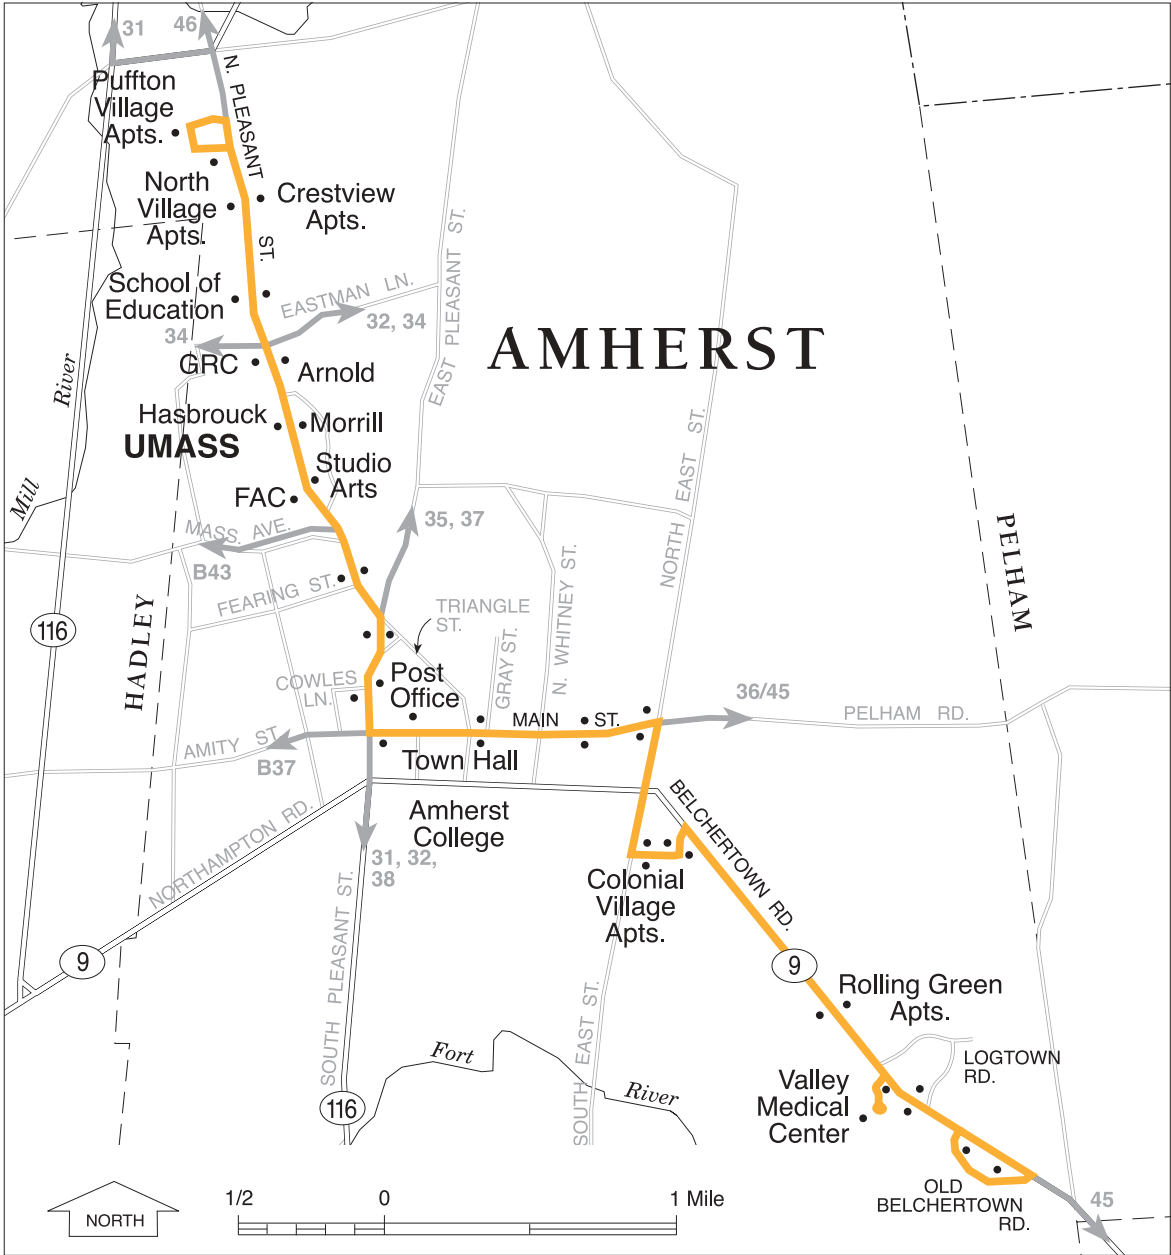 31
46
N. PLEASANT
ST.
Puffton
Village
Apts.
North
Village
Apts.
Crestview
Apts.
School of
Education
EASTMAN LN.
32, 34
34
EAST PLEASANT ST.
AMHERST
GRC
Arnold
River
Mill
Hasbrouck
Morrill
UMASS
Studio
Arts
FAC
NORTH EAST ST.
MASS. AVE.
B43
35, 37
PELHAM
HADLEY
116
FEARING ST.
TRIANGLE
ST.
GRAY ST.
N. WHITNEY ST.
COWLES
LN.
Post
Office
36/45
MAIN ST.
PELHAM RD.
AMITY ST.
B37
Town Hall
NORTHAMPTON RD.
Amherst
College
BELCHERTOWN RD.
31, 32,
38
Colonial
Village
Apts.
9
9
SOUTH PLEASANT ST.
SOUTH EAST ST.
Rolling Green
Apts.
Fort
River
LOGTOWN
RD.
Valley
Medical
Center
116
OLD
BELCHERTOWN
RD.
45
NORTH
1/2 0 1 Mile